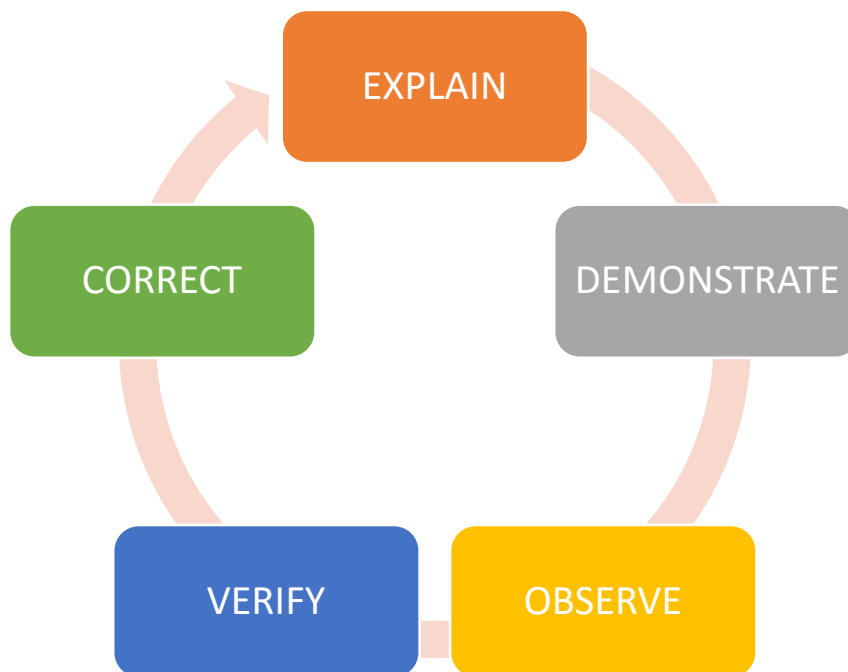 EXPLAIN
DEMONSTRATE
OBSERVE
VERIFY
CORRECT